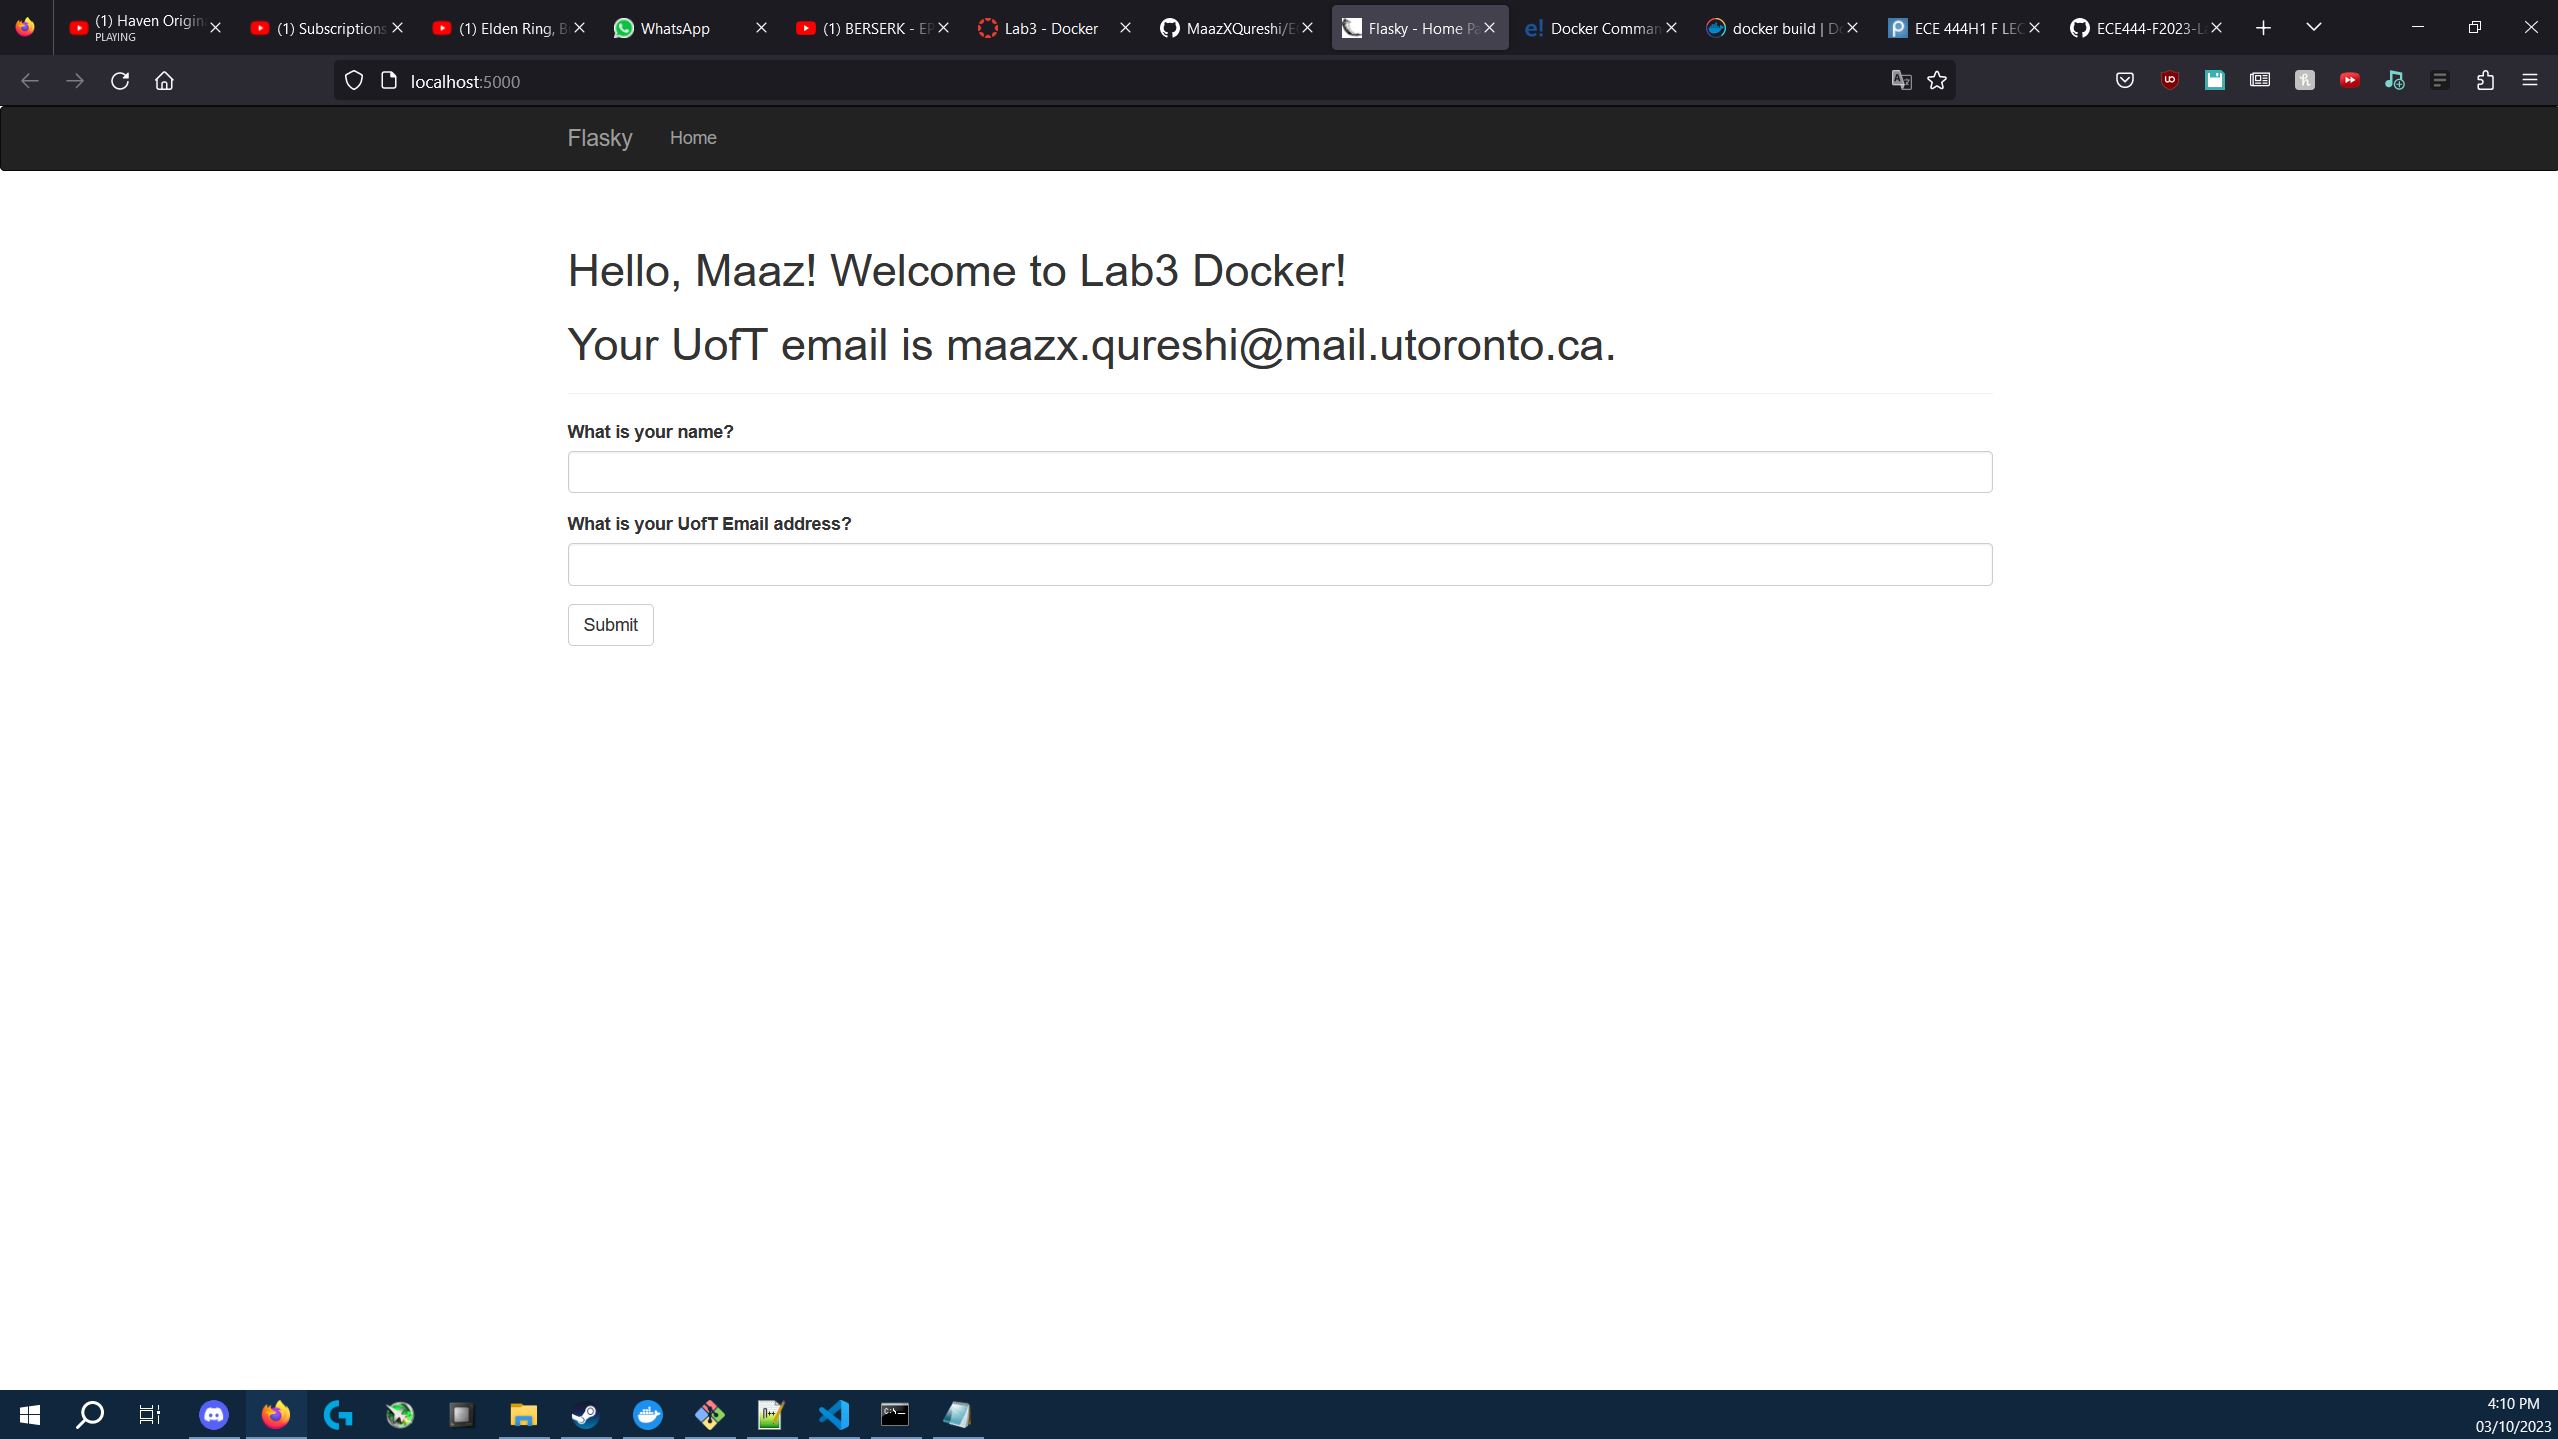 (1) Haven Origin
PLAYING
(1) Subscriptions
(1) Elden Ring, B
WhatsApp
(1) BERSERK - EP
Lab3 - Docker
MaazXQureshi/E
Flasky - Home Pa
Docker Comman
docker build | Do
ECE 444H1 F LEC
ECE444-F2023-La
localhost:5000
Flasky Home
Hello, Maaz! Welcome to Lab3 Docker!
Your UofT email is maazx.qureshi@mail.utoronto.ca.
What is your name?
What is your UofT Email address?
Submit
4:10 PM
03/10/2023